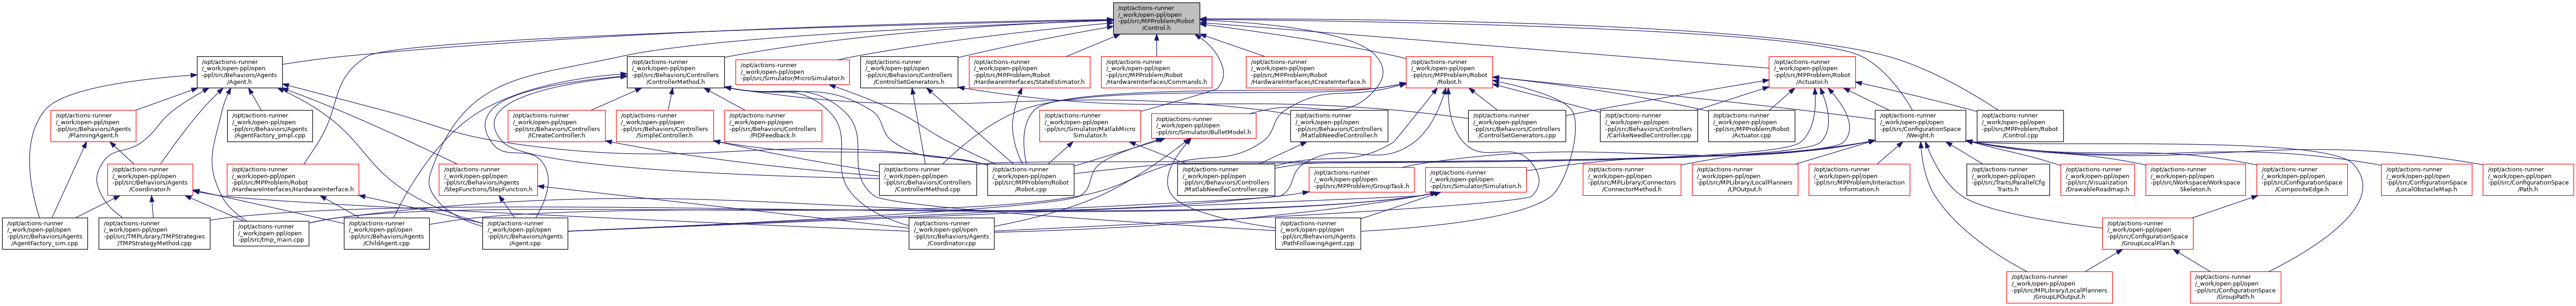 /opt/actions-runner
/_work/open-ppl/open
-ppl/src/MPProblem/Robot
/Control.h
/opt/actions-runner
/_work/open-ppl/open
-ppl/src/Behaviors/Agents
/Agent.h
/opt/actions-runner
/_work/open-ppl/open
-ppl/src/Behaviors/Controllers
/ControllerMethod.h
/opt/actions-runner
/_work/open-ppl/open
-ppl/src/Simulator/MicroSimulator.h
/opt/actions-runner
/_work/open-ppl/open
-ppl/src/Behaviors/Controllers
/ControlSetGenerators.h
/opt/actions-runner
/_work/open-ppl/open
-ppl/src/MPProblem/Robot
/HardwareInterfaces/StateEstimator.h
/opt/actions-runner
/_work/open-ppl/open
-ppl/src/MPProblem/Robot
/HardwareInterfaces/Commands.h
/opt/actions-runner
/_work/open-ppl/open
-ppl/src/MPProblem/Robot
/HardwareInterfaces/ICreateInterface.h
/opt/actions-runner
/_work/open-ppl/open
-ppl/src/MPProblem/Robot
/Robot.h
/opt/actions-runner
/_work/open-ppl/open
-ppl/src/MPProblem/Robot
/Actuator.h
/opt/actions-runner
/_work/open-ppl/open
-ppl/src/Behaviors/Agents
/PlanningAgent.h
/opt/actions-runner
/_work/open-ppl/open
-ppl/src/Behaviors/Agents
/AgentFactory_pmpl.cpp
/opt/actions-runner
/_work/open-ppl/open
-ppl/src/Behaviors/Controllers
/ICreateController.h
/opt/actions-runner
/_work/open-ppl/open
-ppl/src/Behaviors/Controllers
/SimpleController.h
/opt/actions-runner
/_work/open-ppl/open
-ppl/src/Behaviors/Controllers
/PIDFeedback.h
/opt/actions-runner
/_work/open-ppl/open
-ppl/src/Simulator/MatlabMicro
Simulator.h
/opt/actions-runner
/_work/open-ppl/open
-ppl/src/Simulator/BulletModel.h
/opt/actions-runner
/_work/open-ppl/open
-ppl/src/Behaviors/Controllers
/MatlabNeedleController.h
/opt/actions-runner
/_work/open-ppl/open
-ppl/src/Behaviors/Controllers
/ControlSetGenerators.cpp
/opt/actions-runner
/_work/open-ppl/open
-ppl/src/Behaviors/Controllers
/CarlikeNeedleController.cpp
/opt/actions-runner
/_work/open-ppl/open
-ppl/src/MPProblem/Robot
/Actuator.cpp
/opt/actions-runner
/_work/open-ppl/open
-ppl/src/ConfigurationSpace
/Weight.h
/opt/actions-runner
/_work/open-ppl/open
-ppl/src/MPProblem/Robot
/Control.cpp
/opt/actions-runner
/_work/open-ppl/open
-ppl/src/Behaviors/Agents
/Coordinator.h
/opt/actions-runner
/_work/open-ppl/open
-ppl/src/MPProblem/Robot
/HardwareInterfaces/HardwareInterface.h
/opt/actions-runner
/_work/open-ppl/open
-ppl/src/Behaviors/Agents
/StepFunctions/StepFunction.h
/opt/actions-runner
/_work/open-ppl/open
-ppl/src/Behaviors/Controllers
/ControllerMethod.cpp
/opt/actions-runner
/_work/open-ppl/open
-ppl/src/MPProblem/Robot
/Robot.cpp
/opt/actions-runner
/_work/open-ppl/open
-ppl/src/Behaviors/Controllers
/MatlabNeedleController.cpp
/opt/actions-runner
/_work/open-ppl/open
-ppl/src/MPProblem/GroupTask.h
/opt/actions-runner
/_work/open-ppl/open
-ppl/src/Simulator/Simulation.h
/opt/actions-runner
/_work/open-ppl/open
-ppl/src/MPLibrary/Connectors
/ConnectorMethod.h
/opt/actions-runner
/_work/open-ppl/open
-ppl/src/MPLibrary/LocalPlanners
/LPOutput.h
/opt/actions-runner
/_work/open-ppl/open
-ppl/src/MPProblem/Interaction
Information.h
/opt/actions-runner
/_work/open-ppl/open
-ppl/src/Traits/ParallelCfg
Traits.h
/opt/actions-runner
/_work/open-ppl/open
-ppl/src/Visualization
/DrawableRoadmap.h
/opt/actions-runner
/_work/open-ppl/open
-ppl/src/Workspace/Workspace
Skeleton.h
/opt/actions-runner
/_work/open-ppl/open
-ppl/src/ConfigurationSpace
/CompositeEdge.h
/opt/actions-runner
/_work/open-ppl/open
-ppl/src/ConfigurationSpace
/LocalObstacleMap.h
/opt/actions-runner
/_work/open-ppl/open
-ppl/src/ConfigurationSpace
/Path.h
/opt/actions-runner
/_work/open-ppl/open
-ppl/src/Behaviors/Agents
/AgentFactory_sim.cpp
/opt/actions-runner
/_work/open-ppl/open
-ppl/src/TMPLibrary/TMPStrategies
/TMPStrategyMethod.cpp
/opt/actions-runner
/_work/open-ppl/open
-ppl/src/tmp_main.cpp
/opt/actions-runner
/_work/open-ppl/open
-ppl/src/Behaviors/Agents
/ChildAgent.cpp
/opt/actions-runner
/_work/open-ppl/open
-ppl/src/Behaviors/Agents
/Agent.cpp
/opt/actions-runner
/_work/open-ppl/open
-ppl/src/Behaviors/Agents
/Coordinator.cpp
/opt/actions-runner
/_work/open-ppl/open
-ppl/src/Behaviors/Agents
/PathFollowingAgent.cpp
/opt/actions-runner
/_work/open-ppl/open
-ppl/src/ConfigurationSpace
/GroupLocalPlan.h
/opt/actions-runner
/_work/open-ppl/open
-ppl/src/MPLibrary/LocalPlanners
/GroupLPOutput.h
/opt/actions-runner
/_work/open-ppl/open
-ppl/src/ConfigurationSpace
/GroupPath.h